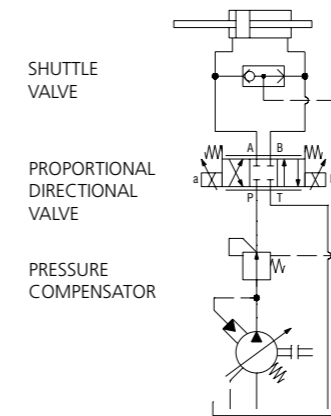 SHUTTLE
VALVE
A B
PROPORTIONAL
DIRECTIONAL
VALVE
a
P T
PRESSURE
COMPENSATOR